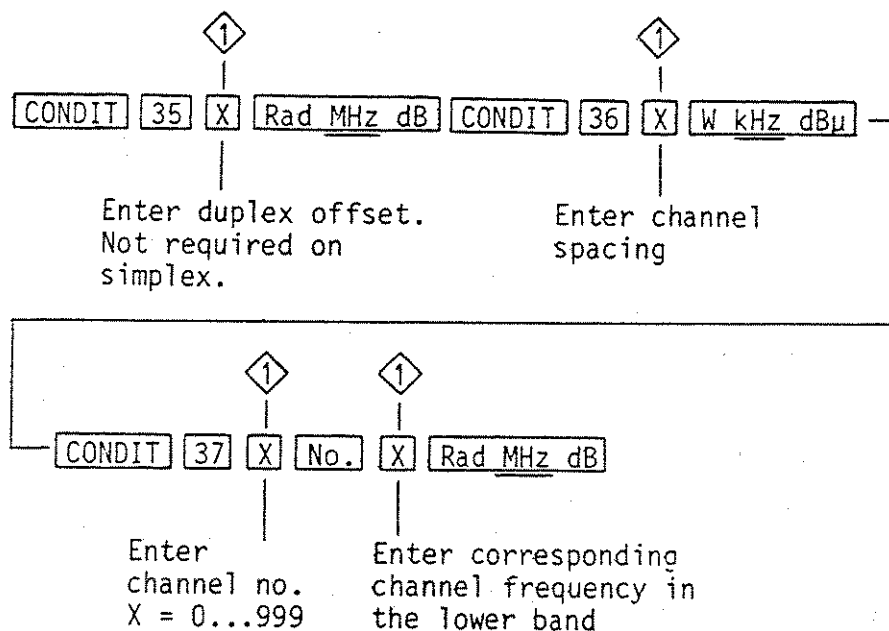 1 1
CONDIT 35 X Rad MHz dB CONDIT 36 X W kHz dBµ
Enter duplex offset.
Not required on
simplex.
Enter channel
spacing
1 1
CONDIT 37 X No. X Rad MHz dB
Enter
channel no.
X = 0...999
Enter corresponding
channel frequency in
the lower band